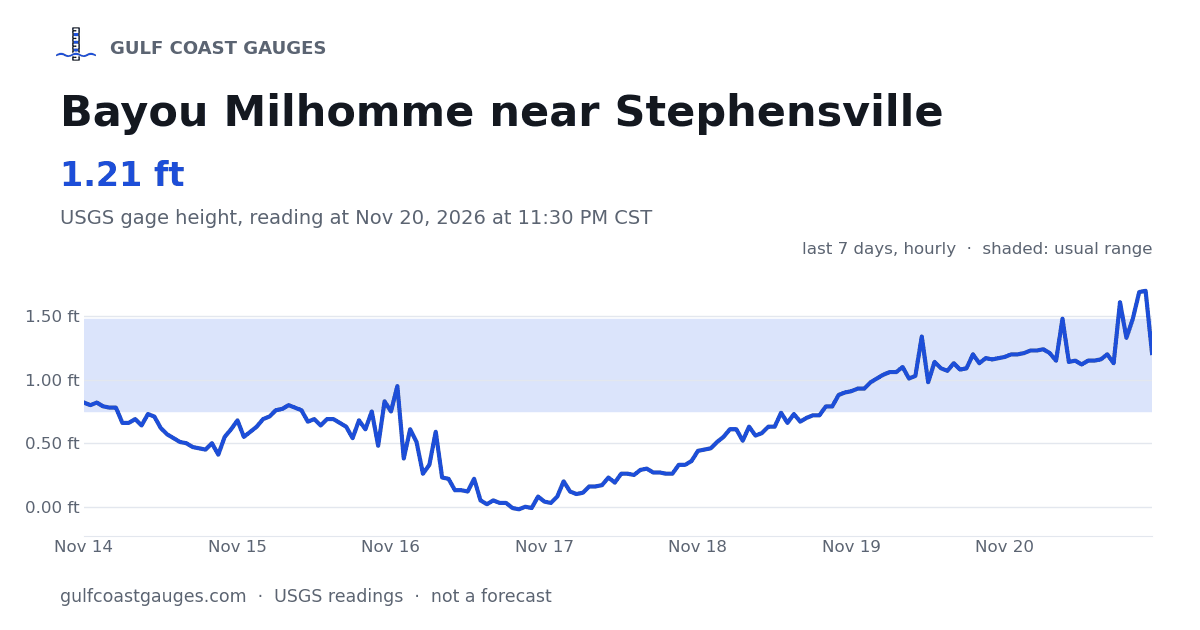 GULF COAST GAUGES
Bayou Milhomme near Stephensville
1.21 ft
USGS gage height, reading at Nov 20, 2026 at 11:30 PM CST
last 7 days, hourly · shaded: usual range
1.50 ft
1.00 ft
0.50 ft
0.00 ft
Nov 14 Nov 15 Nov 16 Nov 17 Nov 18 Nov 19 Nov 20
gulfcoastgauges.com · USGS readings · not a forecast